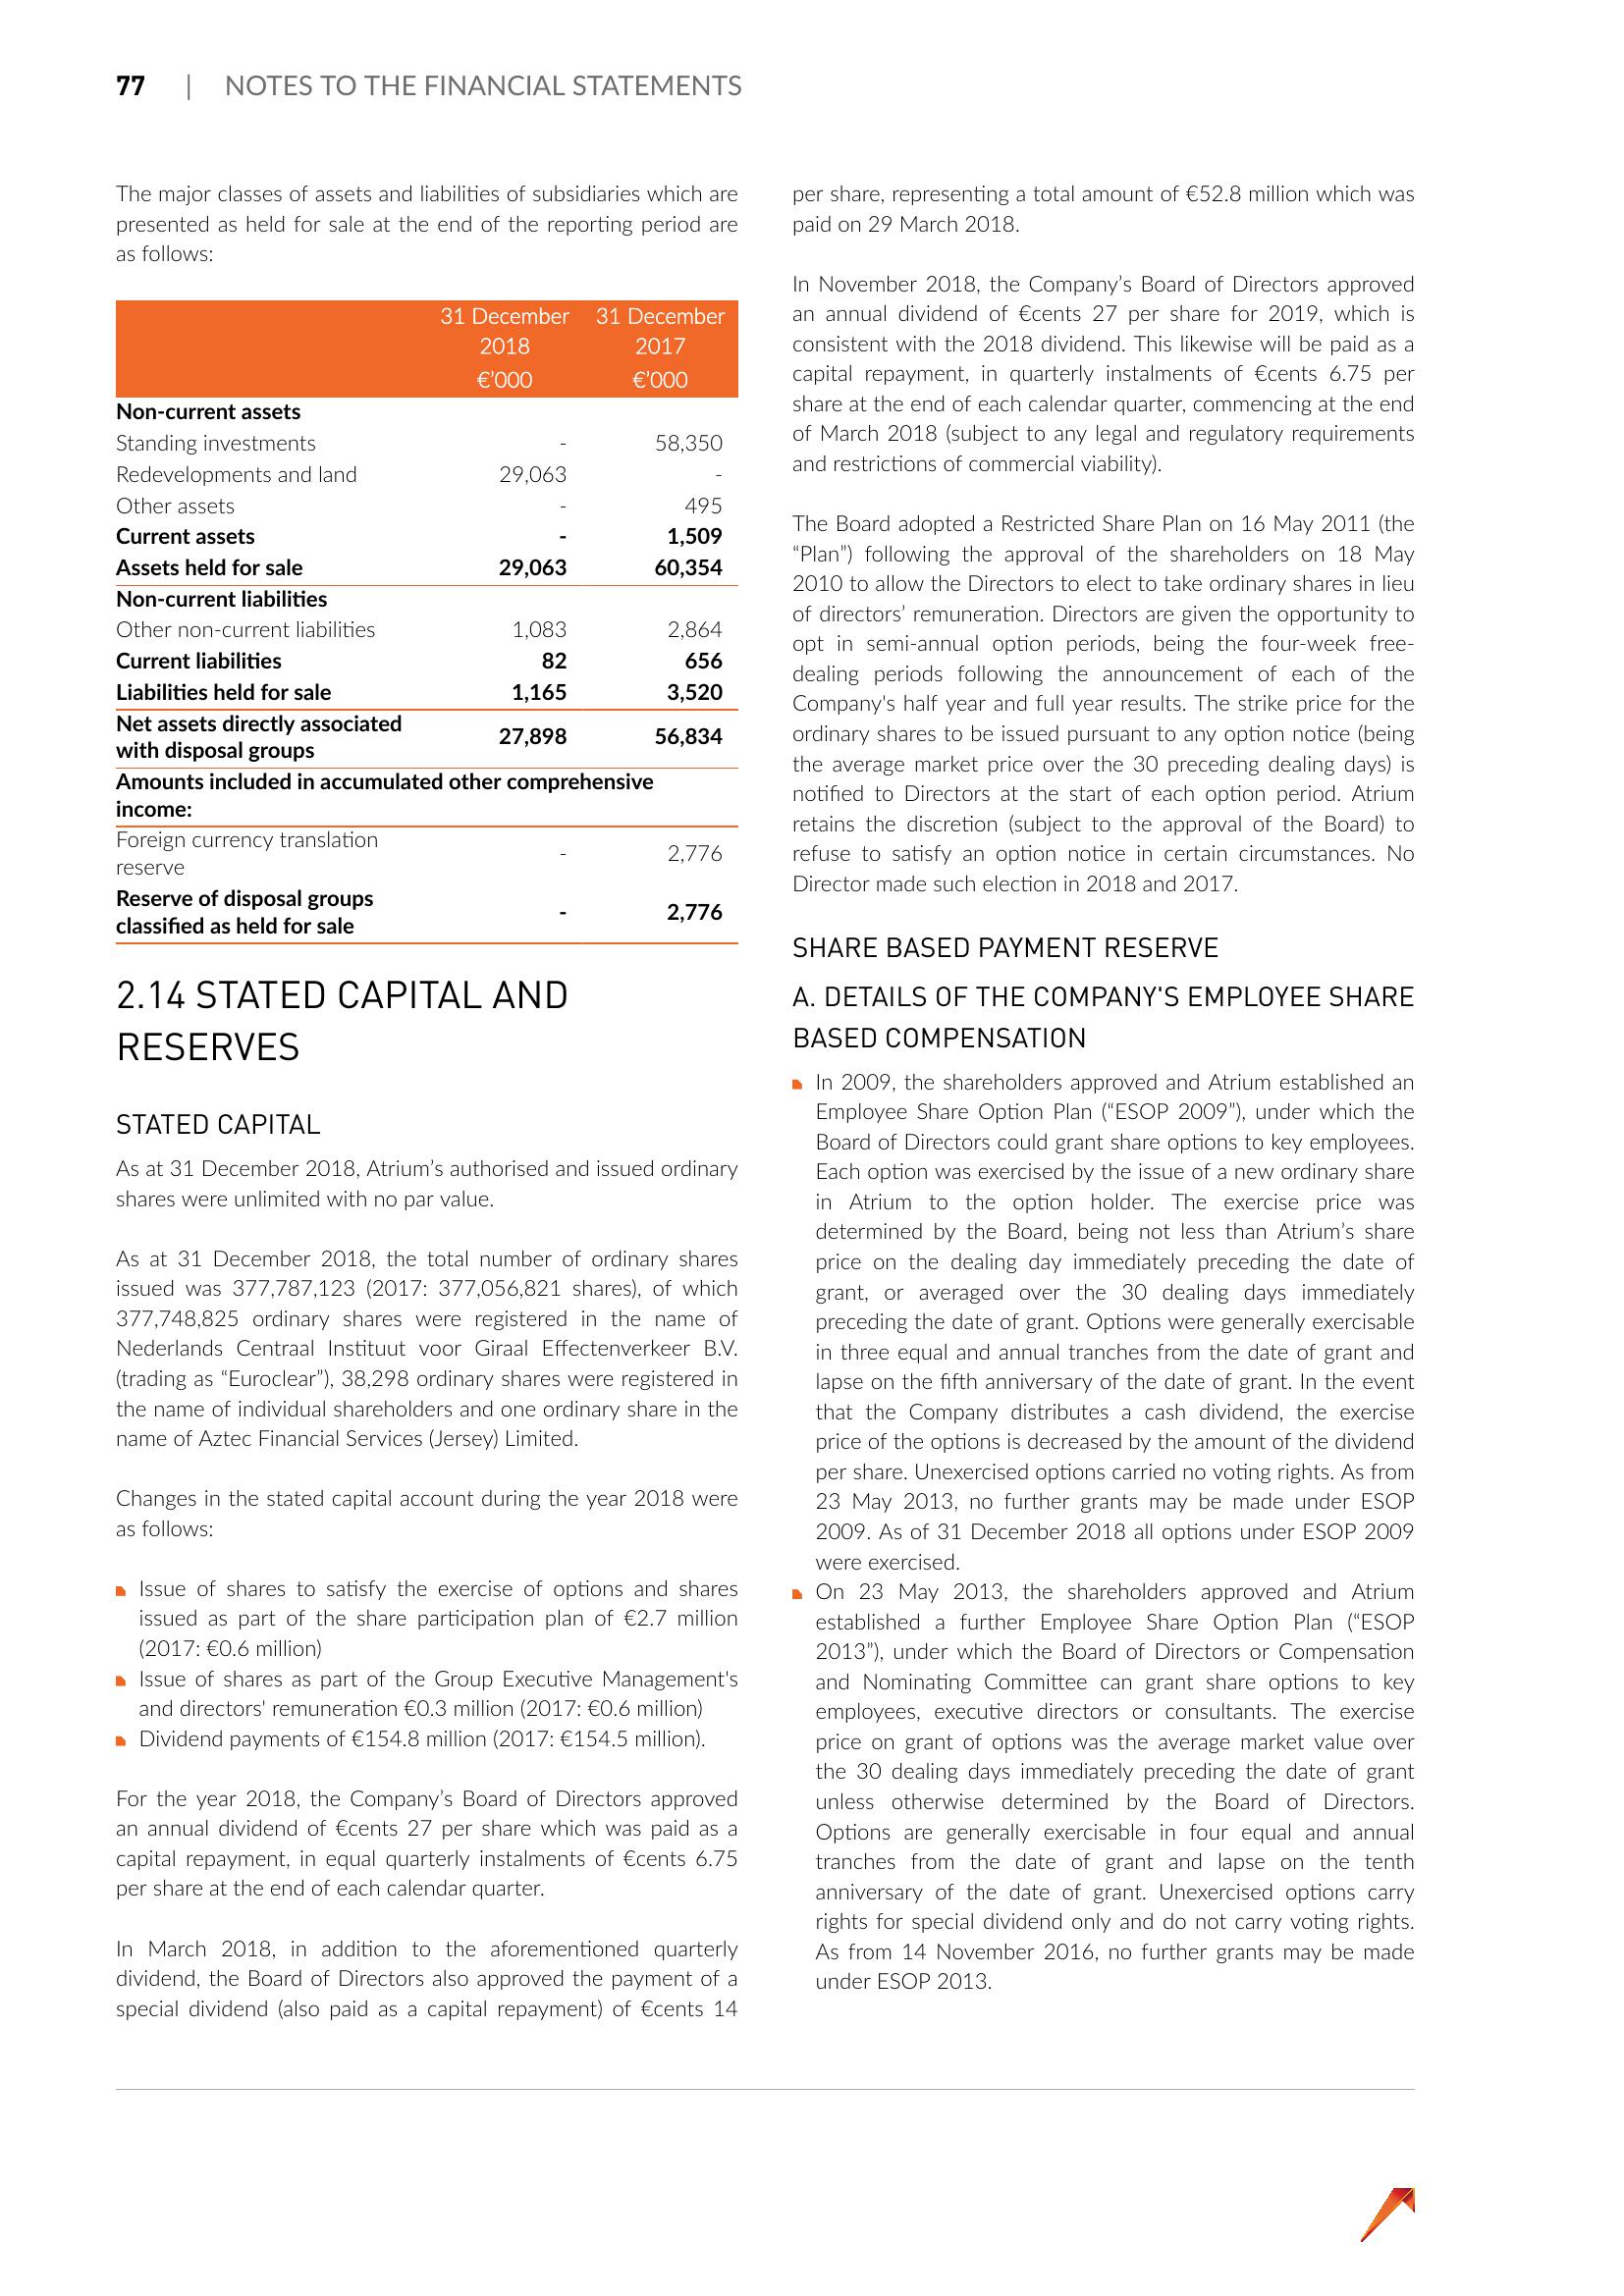 77 | NOTES TO THE FINANCIAL STATEMENTS
The major classes of assets and liabilities of subsidiaries which are
presented as held for sale at the end of the reporting period are
as follows:
31 December 31 December
2018 2017
€’000 €’000
Non-current assets
Standing investments - 58,350
Redevelopments and land 29,063 -
Other assets - 495
Current assets - 1,509
Assets held for sale 29,063 60,354
Non-current liabilities
Other non-current liabilities 1,083 2,864
Current liabilities 82 656
Liabilities held for sale 1,165 3,520
Net assets directly associated
with disposal groups 27,898 56,834
Amounts included in accumulated other comprehensive
income:
Foreign currency translation
reserve - 2,776
Reserve of disposal groups
classified as held for sale - 2,776
2.14 STATED CAPITAL AND
RESERVES
STATED CAPITAL
As at 31 December 2018, Atrium’s authorised and issued ordinary
shares were unlimited with no par value.
As at 31 December 2018, the total number of ordinary shares
issued was 377,787,123 (2017: 377,056,821 shares), of which
377,748,825 ordinary shares were registered in the name of
Nederlands Centraal Instituut voor Giraal Effectenverkeer B.V.
(trading as “Euroclear”), 38,298 ordinary shares were registered in
the name of individual shareholders and one ordinary share in the
name of Aztec Financial Services (Jersey) Limited.
Changes in the stated capital account during the year 2018 were
as follows:
Issue of shares to satisfy the exercise of options and shares
issued as part of the share participation plan of €2.7 million
(2017: €0.6 million)
Issue of shares as part of the Group Executive Management's
and directors' remuneration €0.3 million (2017: €0.6 million)
Dividend payments of €154.8 million (2017: €154.5 million).
For the year 2018, the Company’s Board of Directors approved
an annual dividend of €cents 27 per share which was paid as a
capital repayment, in equal quarterly instalments of €cents 6.75
per share at the end of each calendar quarter.
In March 2018, in addition to the aforementioned quarterly
dividend, the Board of Directors also approved the payment of a
special dividend (also paid as a capital repayment) of €cents 14
per share, representing a total amount of €52.8 million which was
paid on 29 March 2018.
In November 2018, the Company’s Board of Directors approved
an annual dividend of €cents 27 per share for 2019, which is
consistent with the 2018 dividend. This likewise will be paid as a
capital repayment, in quarterly instalments of €cents 6.75 per
share at the end of each calendar quarter, commencing at the end
of March 2018 (subject to any legal and regulatory requirements
and restrictions of commercial viability).
The Board adopted a Restricted Share Plan on 16 May 2011 (the
“Plan”) following the approval of the shareholders on 18 May
2010 to allow the Directors to elect to take ordinary shares in lieu
of directors’ remuneration. Directors are given the opportunity to
opt in semi-annual option periods, being the four-week free-
dealing periods following the announcement of each of the
Company's half year and full year results. The strike price for the
ordinary shares to be issued pursuant to any option notice (being
the average market price over the 30 preceding dealing days) is
notified to Directors at the start of each option period. Atrium
retains the discretion (subject to the approval of the Board) to
refuse to satisfy an option notice in certain circumstances. No
Director made such election in 2018 and 2017.
SHARE BASED PAYMENT RESERVE
A. DETAILS OF THE COMPANY'S EMPLOYEE SHARE
BASED COMPENSATION
In 2009, the shareholders approved and Atrium established an
Employee Share Option Plan (“ESOP 2009”), under which the
Board of Directors could grant share options to key employees.
Each option was exercised by the issue of a new ordinary share
in Atrium to the option holder. The exercise price was
determined by the Board, being not less than Atrium’s share
price on the dealing day immediately preceding the date of
grant, or averaged over the 30 dealing days immediately
preceding the date of grant. Options were generally exercisable
in three equal and annual tranches from the date of grant and
lapse on the fifth anniversary of the date of grant. In the event
that the Company distributes a cash dividend, the exercise
price of the options is decreased by the amount of the dividend
per share. Unexercised options carried no voting rights. As from
23 May 2013, no further grants may be made under ESOP
2009. As of 31 December 2018 all options under ESOP 2009
were exercised.
On 23 May 2013, the shareholders approved and Atrium
established a further Employee Share Option Plan (“ESOP
2013”), under which the Board of Directors or Compensation
and Nominating Committee can grant share options to key
employees, executive directors or consultants. The exercise
price on grant of options was the average market value over
the 30 dealing days immediately preceding the date of grant
unless otherwise determined by the Board of Directors.
Options are generally exercisable in four equal and annual
tranches from the date of grant and lapse on the tenth
anniversary of the date of grant. Unexercised options carry
rights for special dividend only and do not carry voting rights.
As from 14 November 2016, no further grants may be made
under ESOP 2013.